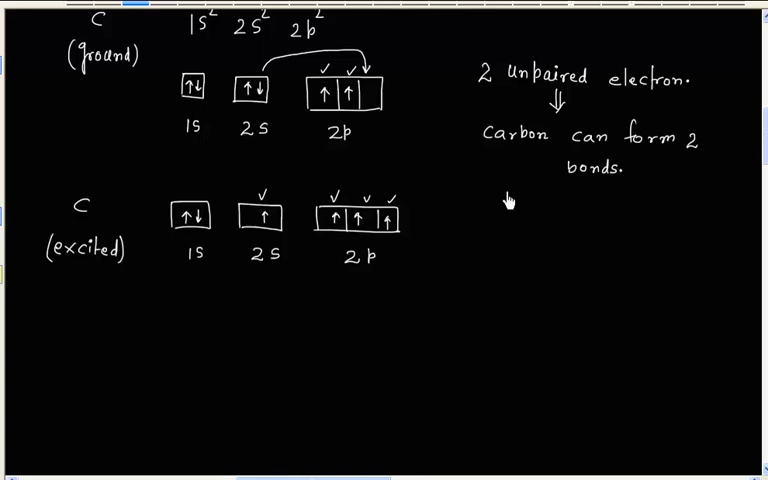 C 1s² 2s² 2p²
(ground)
2 unpaired electron.
⇓
1s 2s 2p
carbon can form 2
bonds.
C
(excited)
1s 2s 2p